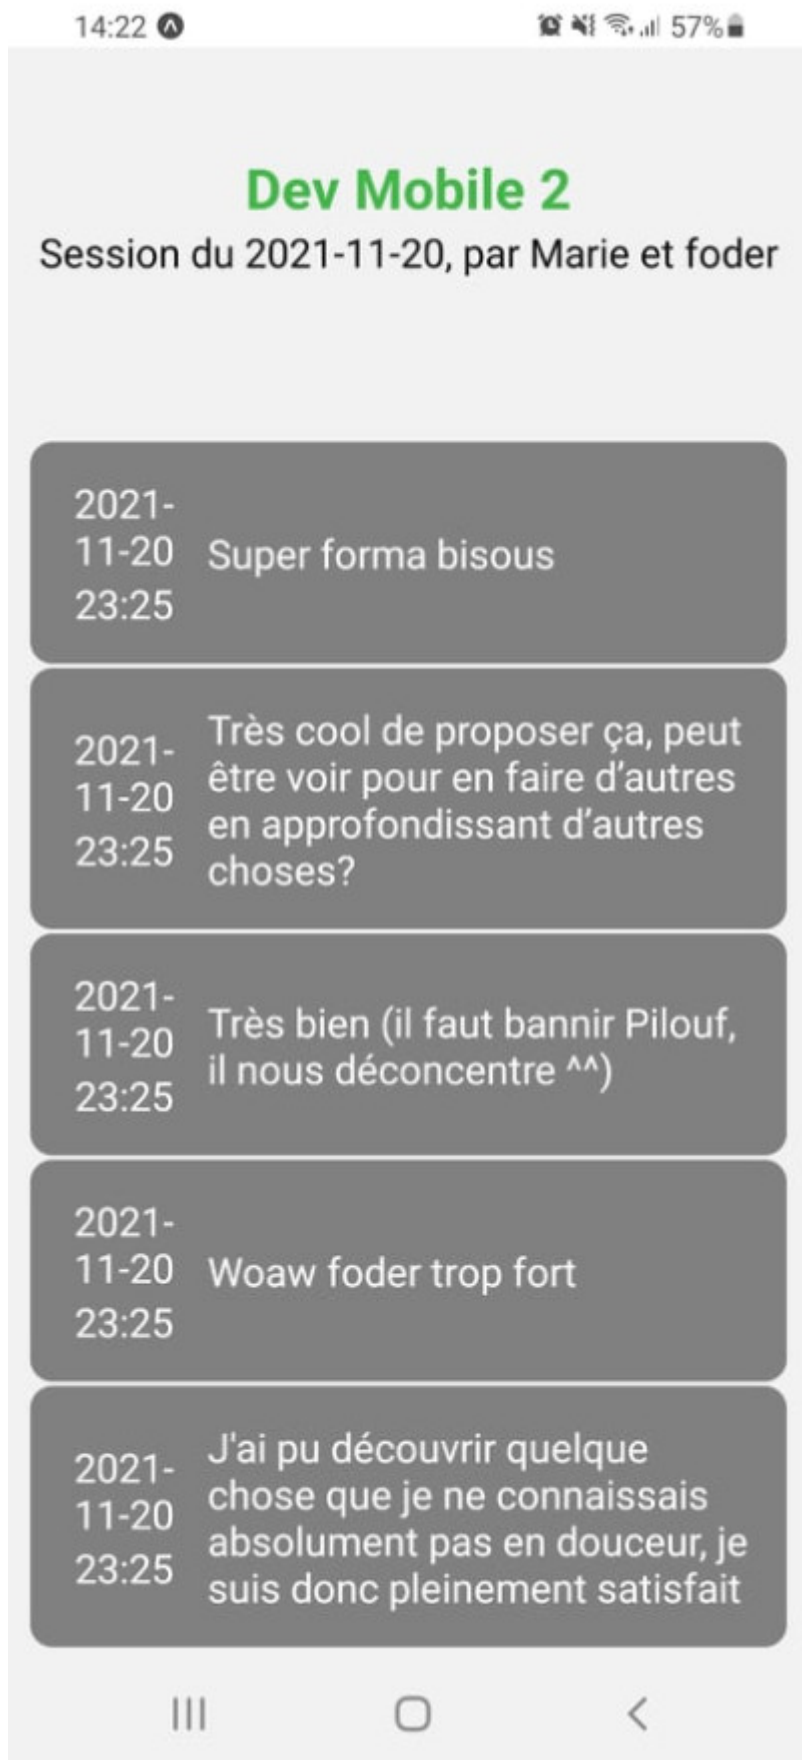 14:22
57%
Dev Mobile 2
Session du 2021-11-20, par Marie et foder
2021-
11-20
23:25
Super forma bisous
2021-
11-20
23:25
Très cool de proposer ça, peut
être voir pour en faire d’autres
en approfondissant d’autres
choses?
2021-
11-20
23:25
Très bien (il faut bannir Pilouf,
il nous déconcentre ^^)
2021-
11-20
23:25
Woaw foder trop fort
2021-
11-20
23:25
J'ai pu découvrir quelque
chose que je ne connaissais
absolument pas en douceur, je
suis donc pleinement satisfait